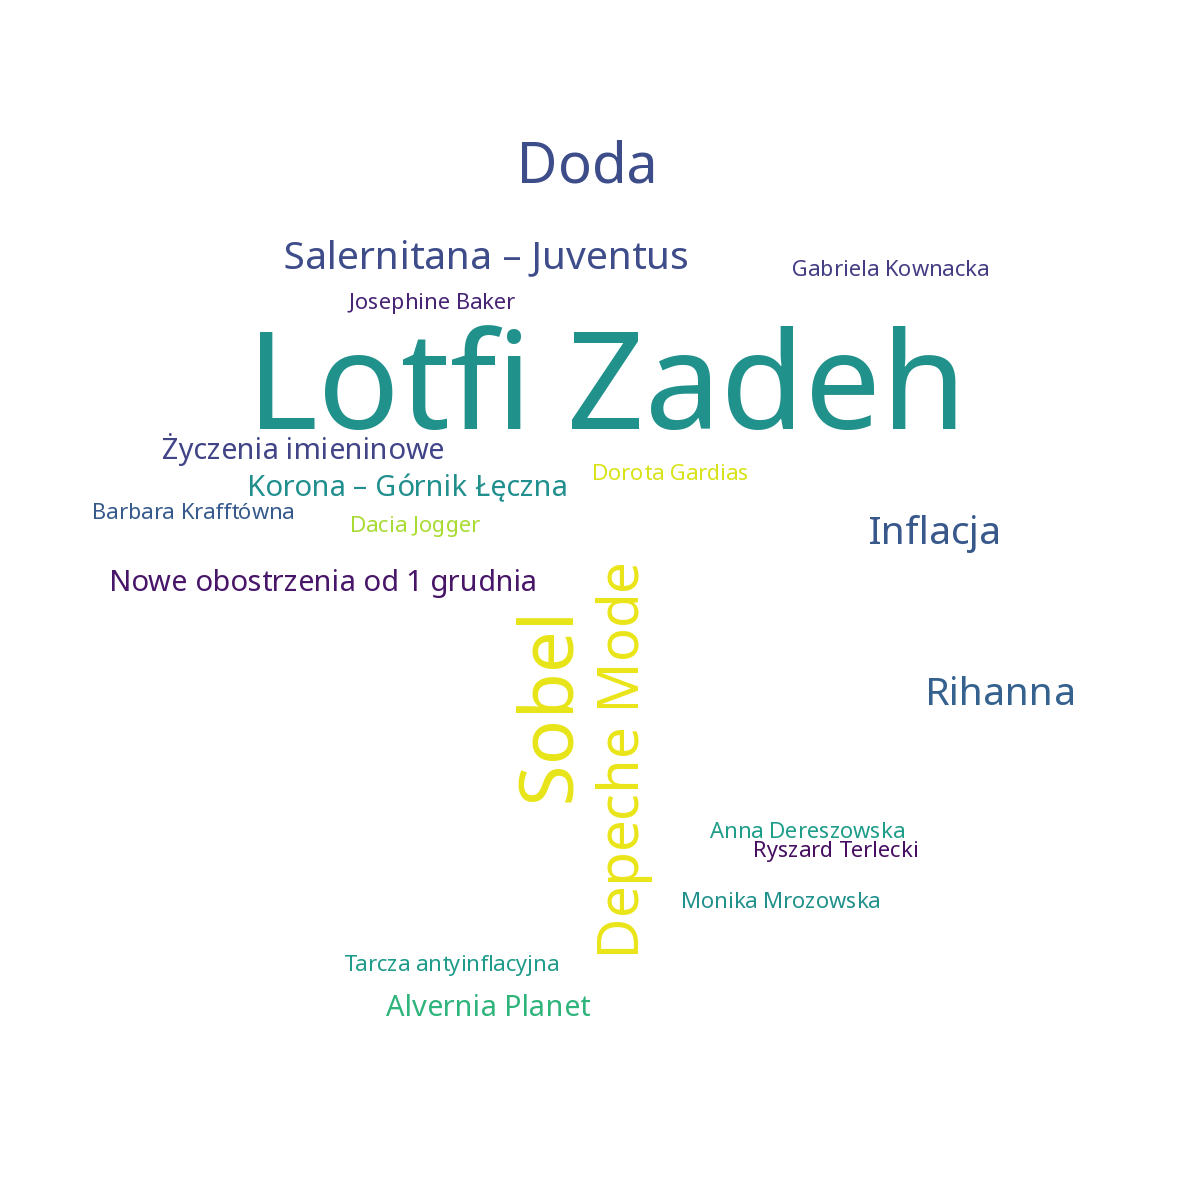 Doda
Salernitana – Juventus
Gabriela Kownacka
Josephine Baker
Lotfi Zadeh
Życzenia imieninowe
Dorota Gardias
Korona – Górnik Łęczna
Barbara Krafftówna
Dacia Jogger
Inflacja
Nowe obostrzenia od 1 grudnia
Sobel
Depeche Mode
Rihanna
Anna Dereszowska
Ryszard Terlecki
Monika Mrozowska
Tarcza antyinflacyjna
Alvernia Planet